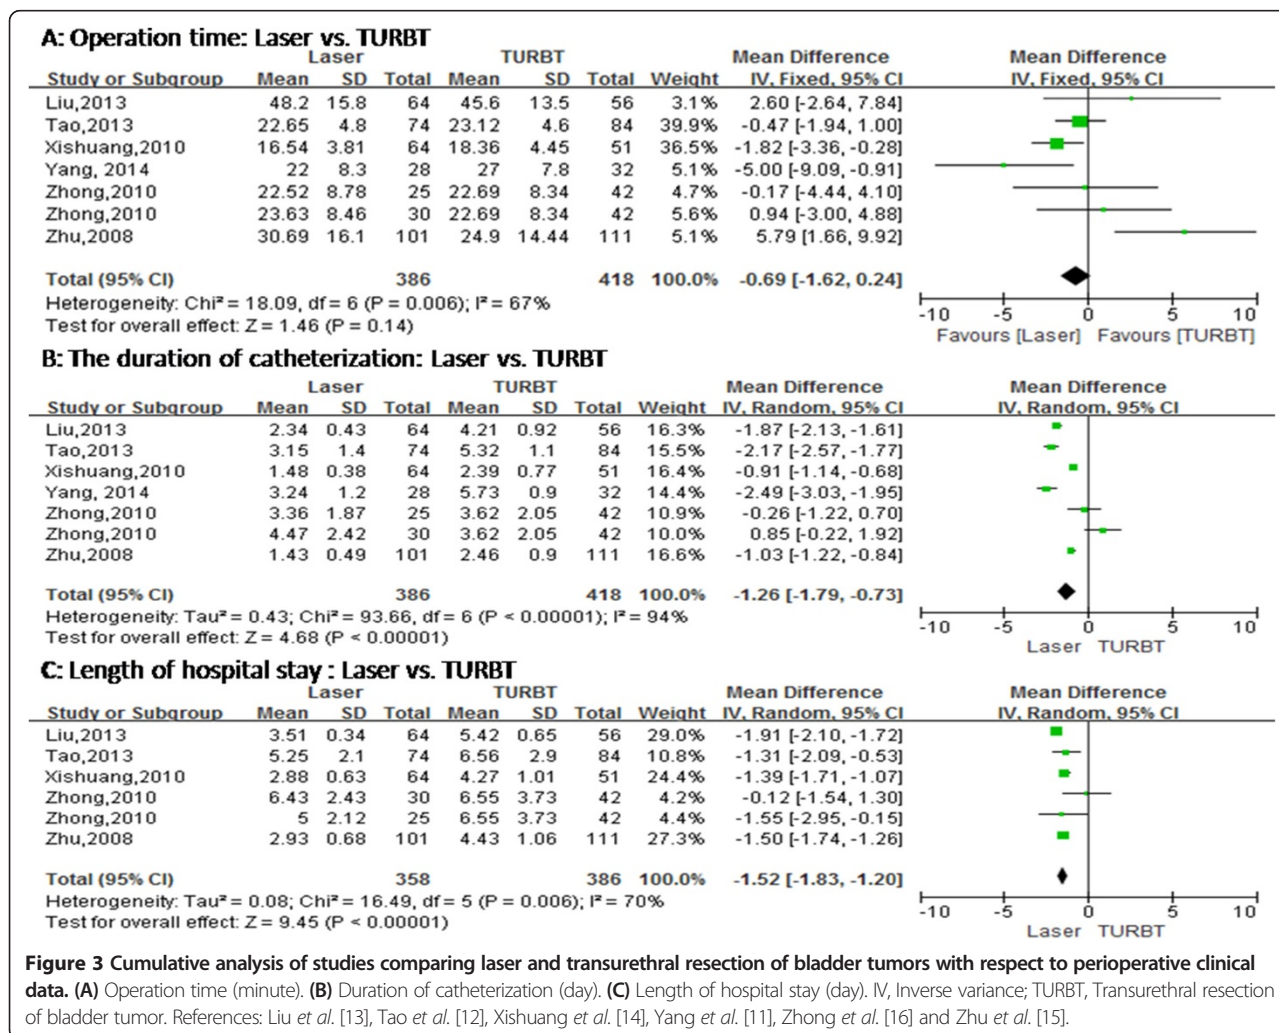 A: Operation time: Laser vs. TURBT
Laser TURBT Mean Difference Mean Difference
Study or Subgroup Mean SD Total Mean SD Total Weight IV, Fixed, 95% CI IV, Fixed, 95% CI
Liu,2013 48.2 15.8 64 45.6 13.5 56 3.1% 2.60 [-2.64, 7.84]
Tao,2013 22.65 4.8 74 23.12 4.6 84 39.9% -0.47 [-1.94, 1.00]
Xishuang,2010 16.54 3.81 64 18.36 4.45 51 36.5% -1.82 [-3.36, -0.28]
Yang, 2014 22 8.3 28 27 7.8 32 5.1% -5.00 [-9.09, -0.91]
Zhong,2010 22.52 8.78 25 22.69 8.34 42 4.7% -0.17 [-4.44, 4.10]
Zhong,2010 23.63 8.46 30 22.69 8.34 42 5.6% 0.94 [-3.00, 4.88]
Zhu,2008 30.69 16.1 101 24.9 14.44 111 5.1% 5.79 [1.66, 9.92]
Total (95% CI) 386 418 100.0% -0.69 [-1.62, 0.24]
Heterogeneity: Chi² = 18.09, df = 6 (P = 0.006); I² = 67%
Test for overall effect: Z = 1.46 (P = 0.14)
-10 -5 0 5 10
Favours [Laser] Favours [TURBT]
B: The duration of catheterization: Laser vs. TURBT
Laser TURBT Mean Difference Mean Difference
Study or Subgroup Mean SD Total Mean SD Total Weight IV, Random, 95% CI IV, Random, 95% CI
Liu,2013 2.34 0.43 64 4.21 0.92 56 16.3% -1.87 [-2.13, -1.61]
Tao,2013 3.15 1.4 74 5.32 1.1 84 15.5% -2.17 [-2.57, -1.77]
Xishuang,2010 1.48 0.38 64 2.39 0.77 51 16.4% -0.91 [-1.14, -0.68]
Yang, 2014 3.24 1.2 28 5.73 0.9 32 14.4% -2.49 [-3.03, -1.95]
Zhong,2010 3.36 1.87 25 3.62 2.05 42 10.9% -0.26 [-1.22, 0.70]
Zhong,2010 4.47 2.42 30 3.62 2.05 42 10.0% 0.85 [-0.22, 1.92]
Zhu,2008 1.43 0.49 101 2.46 0.9 111 16.6% -1.03 [-1.22, -0.84]
Total (95% CI) 386 418 100.0% -1.26 [-1.79, -0.73]
Heterogeneity: Tau² = 0.43; Chi² = 93.66, df = 6 (P < 0.00001); I² = 94%
Test for overall effect: Z = 4.68 (P < 0.00001)
-10 -5 0 5 10
Laser TURBT
C: Length of hospital stay : Laser vs. TURBT
Laser TURBT Mean Difference Mean Difference
Study or Subgroup Mean SD Total Mean SD Total Weight IV, Random, 95% CI IV, Random, 95% CI
Liu,2013 3.51 0.34 64 5.42 0.65 56 29.0% -1.91 [-2.10, -1.72]
Tao,2013 5.25 2.1 74 6.56 2.9 84 10.8% -1.31 [-2.09, -0.53]
Xishuang,2010 2.88 0.63 64 4.27 1.01 51 24.4% -1.39 [-1.71, -1.07]
Zhong,2010 6.43 2.43 30 6.55 3.73 42 4.2% -0.12 [-1.54, 1.30]
Zhong,2010 5 2.12 25 6.55 3.73 42 4.4% -1.55 [-2.95, -0.15]
Zhu,2008 2.93 0.68 101 4.43 1.06 111 27.3% -1.50 [-1.74, -1.26]
Total (95% CI) 358 386 100.0% -1.52 [-1.83, -1.20]
Heterogeneity: Tau² = 0.08; Chi² = 16.49, df = 5 (P = 0.006); I² = 70%
Test for overall effect: Z = 9.45 (P < 0.00001)
-10 -5 0 5 10
Laser TURBT
Figure 3 Cumulative analysis of studies comparing laser and transurethral resection of bladder tumors with respect to perioperative clinical
data. (A) Operation time (minute). (B) Duration of catheterization (day). (C) Length of hospital stay (day). IV, Inverse variance; TURBT, Transurethral resection
of bladder tumor. References: Liu et al. [13], Tao et al. [12], Xishuang et al. [14], Yang et al. [11], Zhong et al. [16] and Zhu et al. [15].